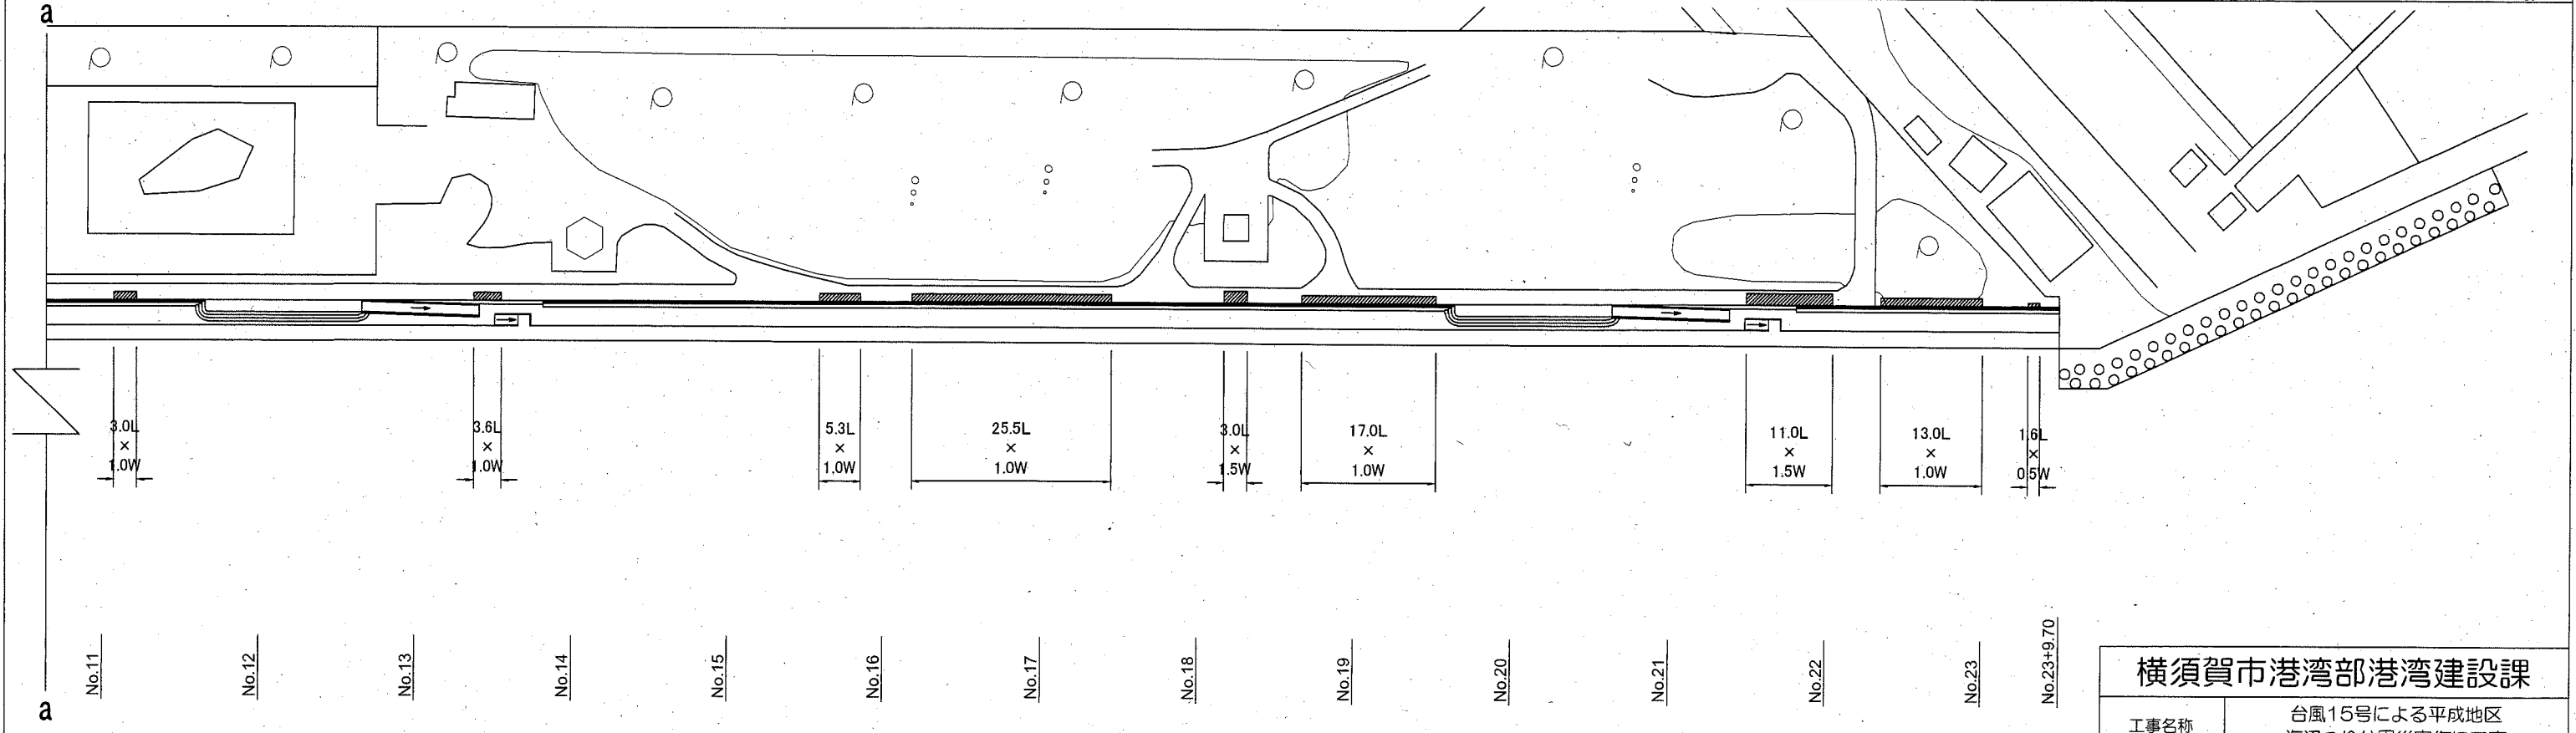 a
3.0L
×
1.0W
3.6L
×
1.0W
5.3L
×
1.0W
25.5L
×
1.0W
3.0L
×
1.5W
17.0L
×
1.0W
11.0L
×
1.5W
13.0L
×
1.0W
1.6L
×
0.5W
No.11
No.12
No.13
No.14
No.15
No.16
No.17
No.18
No.19
No.20
No.21
No.22
No.23
No.23+9.70
a
横須賀市港湾部港湾建設課
工事名称
台風15号による平成地区